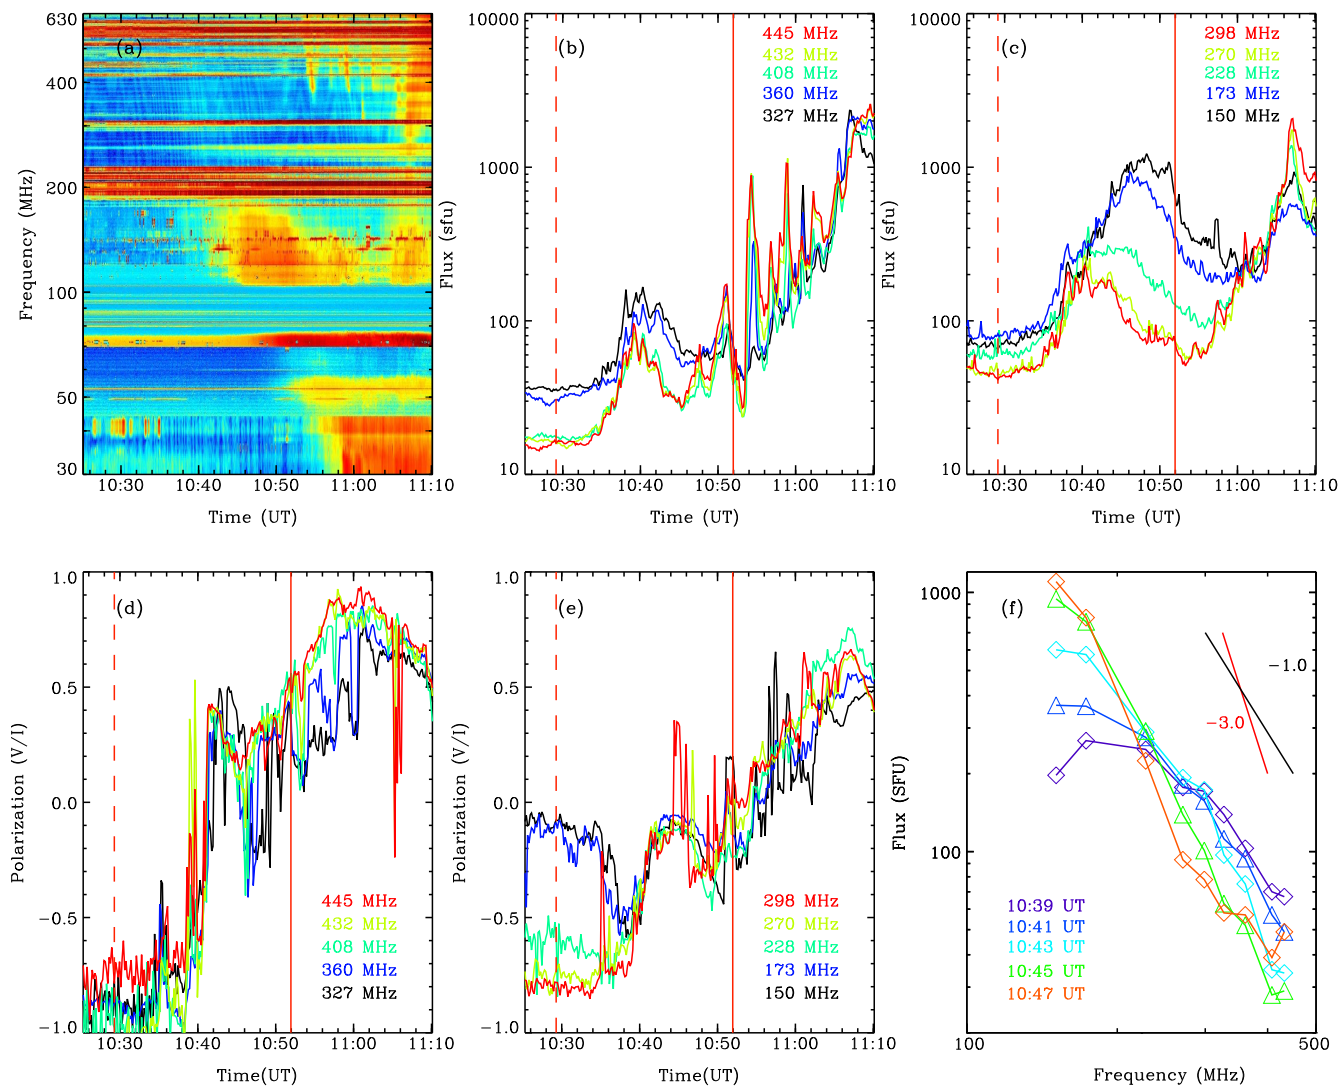 630
400
200
100
50
30
Frequency (MHz)
(a)
10:30 10:40 10:50 11:00 11:10
Time (UT)
10000
1000
100
10
Flux (sfu)
(b)
445 MHz
432 MHz
408 MHz
360 MHz
327 MHz
10:30 10:40 10:50 11:00 11:10
Time (UT)
10000
1000
100
10
Flux (sfu)
(c)
298 MHz
270 MHz
228 MHz
173 MHz
150 MHz
10:30 10:40 10:50 11:00 11:10
Time (UT)
1.0
0.5
0.0
−0.5
−1.0
Polarization (V/I)
(d)
445 MHz
432 MHz
408 MHz
360 MHz
327 MHz
10:30 10:40 10:50 11:00 11:10
Time(UT)
1.0
0.5
0.0
−0.5
−1.0
Polarization (V/I)
(e)
298 MHz
270 MHz
228 MHz
173 MHz
150 MHz
10:30 10:40 10:50 11:00 11:10
Time(UT)
1000
100
Flux (SFU)
(f)
−1.0
−3.0
10:39 UT
10:41 UT
10:43 UT
10:45 UT
10:47 UT
100 500
Frequency (MHz)